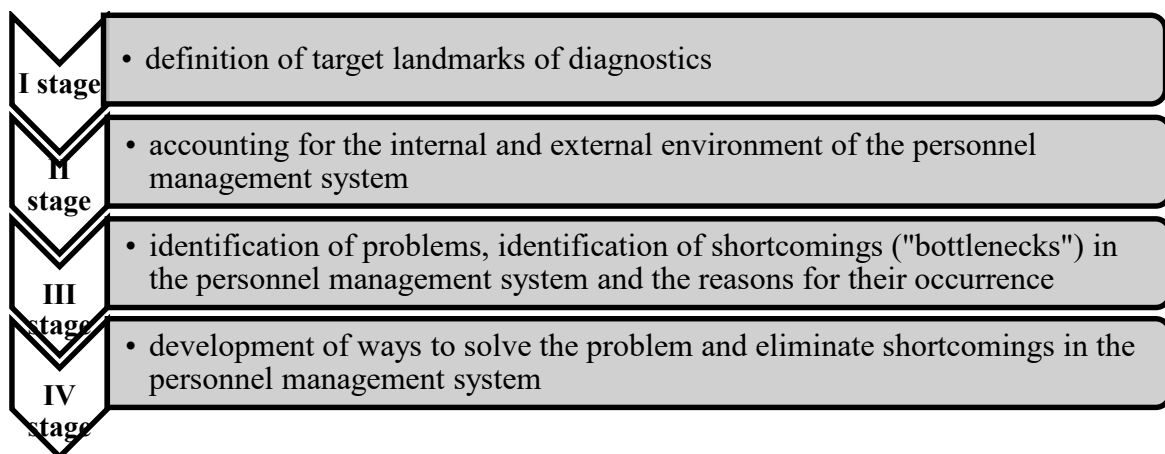 I stage
• definition of target landmarks of diagnostics
II
stage
• accounting for the internal and external environment of the personnel
management system
III
stage
• identification of problems, identification of shortcomings ("bottlenecks") in
the personnel management system and the reasons for their occurrence
IV
stage
• development of ways to solve the problem and eliminate shortcomings in the
personnel management system